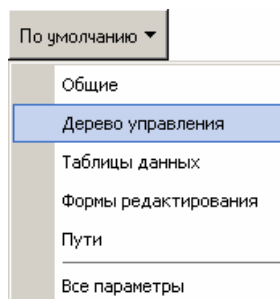 По умолчанию
Общие
Дерево управления
Таблицы данных
Формы редактирования
Пути
Все параметры